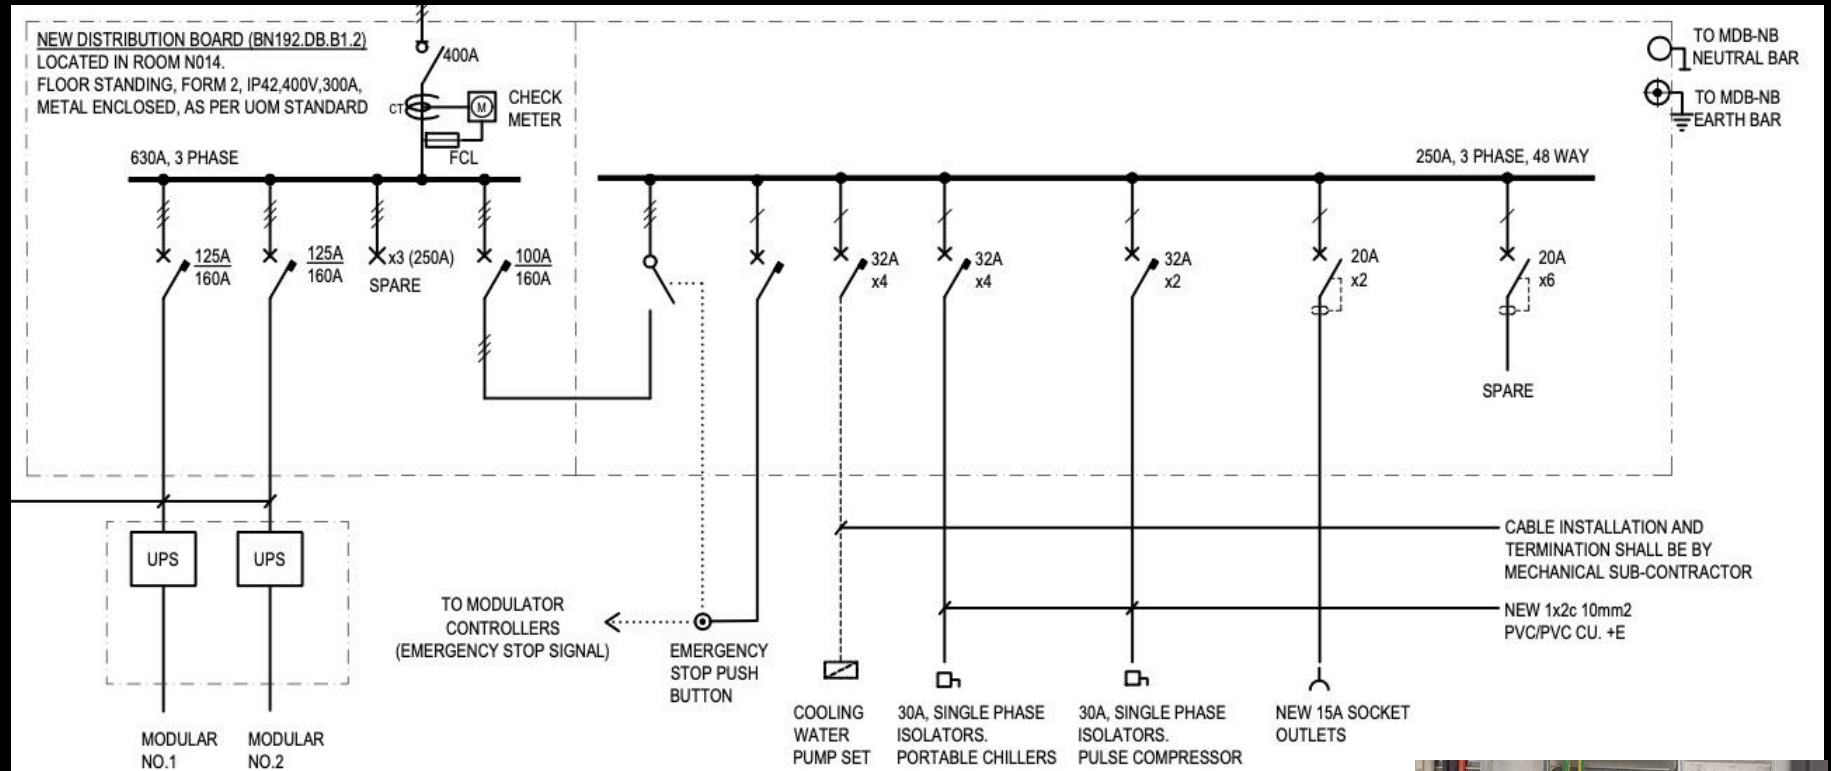 NEW DISTRIBUTION BOARD (BN192.DB.B1.2)
LOCATED IN ROOM N014.
FLOOR STANDING, FORM 2, IP42,400V,300A,
METAL ENCLOSED, AS PER UOM STANDARD
400A
CT
M
CHECK
METER
FCL
TO MDB-NB
NEUTRAL BAR
TO MDB-NB
EARTH BAR
630A, 3 PHASE
250A, 3 PHASE, 48 WAY
125A
160A
125A
160A
x3 (250A)
SPARE
100A
160A
32A
x4
32A
x4
32A
x2
20A
x2
20A
x6
SPARE
UPS
UPS
CABLE INSTALLATION AND
TERMINATION SHALL BE BY
MECHANICAL SUB-CONTRACTOR
NEW 1x2c 10mm2
PVC/PVC CU. +E
TO MODULATOR
CONTROLLERS
(EMERGENCY STOP SIGNAL)
EMERGENCY
STOP PUSH
BUTTON
MODULAR
NO.1
MODULAR
NO.2
COOLING
WATER
PUMP SET
30A, SINGLE PHASE
ISOLATORS.
PORTABLE CHILLERS
30A, SINGLE PHASE
ISOLATORS.
PULSE COMPRESSOR
NEW 15A SOCKET
OUTLETS